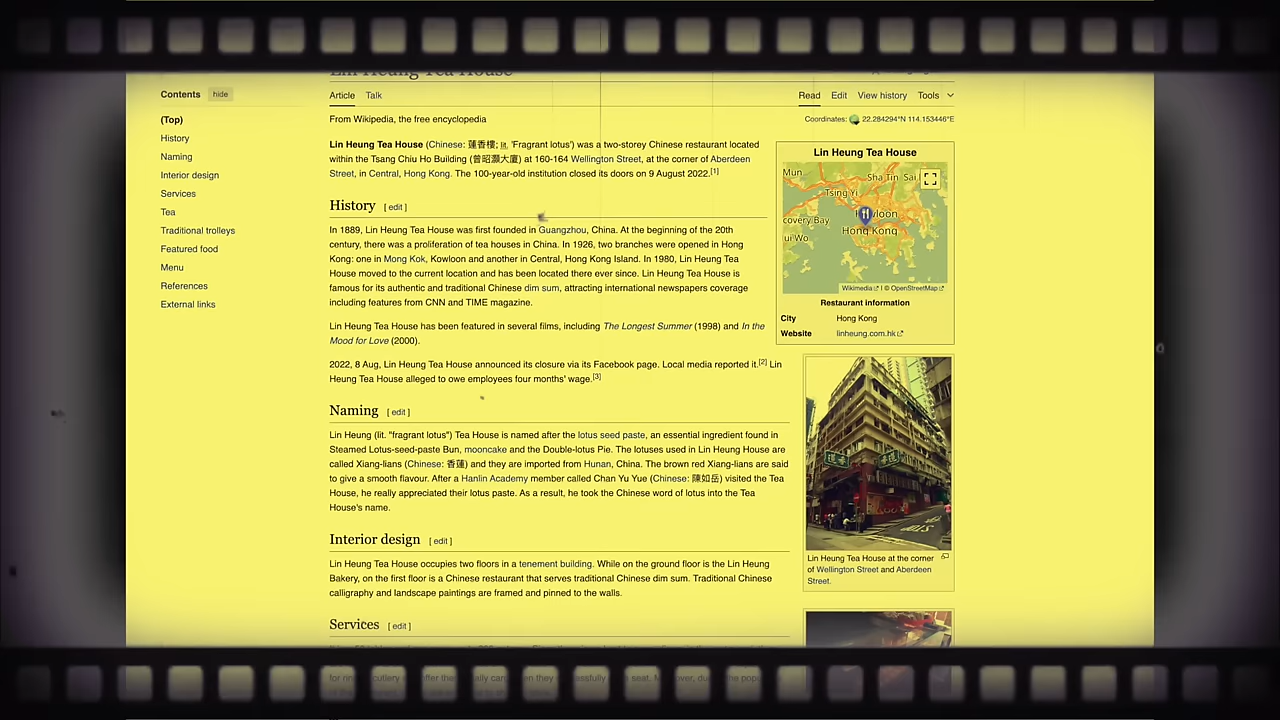 Lin Heung Tea House
Contents hide
(Top)
History
Naming
Interior design
Services
Tea
Traditional trolleys
Featured food
Menu
References
External links
Article Talk
Read Edit View history Tools
From Wikipedia, the free encyclopedia
Coordinates: 22.284294°N 114.153446°E
Lin Heung Tea House (Chinese: 蓮香樓; lit. 'Fragrant lotus') was a two-storey Chinese restaurant located
within the Tsang Chiu Ho Building (曾昭灝大廈) at 160-164 Wellington Street, at the corner of Aberdeen
Street, in Central, Hong Kong. The 100-year-old institution closed its doors on 9 August 2022.[1]
History [ edit ]
In 1889, Lin Heung Tea House was first founded in Guangzhou, China. At the beginning of the 20th
century, there was a proliferation of tea houses in China. In 1926, two branches were opened in Hong
Kong: one in Mong Kok, Kowloon and another in Central, Hong Kong Island. In 1980, Lin Heung Tea
House moved to the current location and has been located there ever since. Lin Heung Tea House is
famous for its authentic and traditional Chinese dim sum, attracting international newspapers coverage
including features from CNN and TIME magazine.
Lin Heung Tea House has been featured in several films, including The Longest Summer (1998) and In the
Mood for Love (2000).
2022, 8 Aug, Lin Heung Tea House announced its closure via its Facebook page. Local media reported it.[2] Lin
Heung Tea House alleged to owe employees four months' wage.[3]
Naming [ edit ]
Lin Heung (lit. "fragrant lotus") Tea House is named after the lotus seed paste, an essential ingredient found in
Steamed Lotus-seed-paste Bun, mooncake and the Double-lotus Pie. The lotuses used in Lin Heung House are
called Xiang-lians (Chinese: 香蓮) and they are imported from Hunan, China. The brown red Xiang-lians are said
to give a smooth flavour. After a Hanlin Academy member called Chan Yu Yue (Chinese: 陳如岳) visited the Tea
House, he really appreciated their lotus paste. As a result, he took the Chinese word of lotus into the Tea
House's name.
Interior design [ edit ]
Lin Heung Tea House occupies two floors in a tenement building. While on the ground floor is the Lin Heung
Bakery, on the first floor is a Chinese restaurant that serves traditional Chinese dim sum. Traditional Chinese
calligraphy and landscape paintings are framed and pinned to the walls.
Services [ edit ]
Lin Heung Tea House
Mun
Sha Tin Sai
Tsing Yi
covery Bay
Kowloon
ui Wo
Hong Kong
Wikimedia | © OpenStreetMap
Restaurant information
City Hong Kong
Website linheung.com.hk
Lin Heung Tea House at the corner
of Wellington Street and Aberdeen
Street.